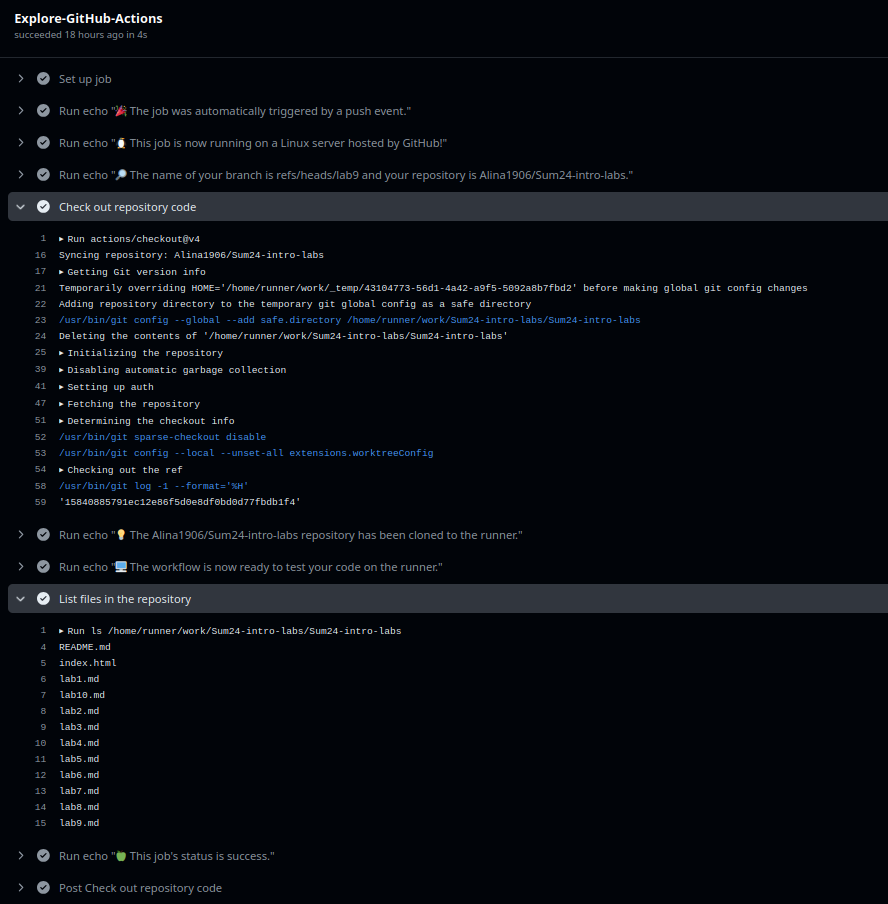 Explore-GitHub-Actions
succeeded 18 hours ago in 4s
Set up job
Run echo "🎉 The job was automatically triggered by a push event."
Run echo "🐧 This job is now running on a Linux server hosted by GitHub!"
Run echo "🔎 The name of your branch is refs/heads/lab9 and your repository is Alina1906/Sum24-intro-labs."
Check out repository code
1 ▸ Run actions/checkout@v4
16 Syncing repository: Alina1906/Sum24-intro-labs
17 ▸ Getting Git version info
21 Temporarily overriding HOME='/home/runner/work/_temp/43104773-56d1-4a42-a9f5-5092a8b7fbd2' before making global git config changes
22 Adding repository directory to the temporary git global config as a safe directory
23 /usr/bin/git config --global --add safe.directory /home/runner/work/Sum24-intro-labs/Sum24-intro-labs
24 Deleting the contents of '/home/runner/work/Sum24-intro-labs/Sum24-intro-labs'
25 ▸ Initializing the repository
39 ▸ Disabling automatic garbage collection
41 ▸ Setting up auth
47 ▸ Fetching the repository
51 ▸ Determining the checkout info
52 /usr/bin/git sparse-checkout disable
53 /usr/bin/git config --local --unset-all extensions.worktreeConfig
54 ▸ Checking out the ref
58 /usr/bin/git log -1 --format='%H'
59 '15840885791ec12e86f5d0e8df0bd0d77fbdb1f4'
Run echo "💡 The Alina1906/Sum24-intro-labs repository has been cloned to the runner."
Run echo "🖥️ The workflow is now ready to test your code on the runner."
List files in the repository
1 ▸ Run ls /home/runner/work/Sum24-intro-labs/Sum24-intro-labs
4 README.md
5 index.html
6 lab1.md
7 lab10.md
8 lab2.md
9 lab3.md
10 lab4.md
11 lab5.md
12 lab6.md
13 lab7.md
14 lab8.md
15 lab9.md
Run echo "🍏 This job's status is success."
Post Check out repository code